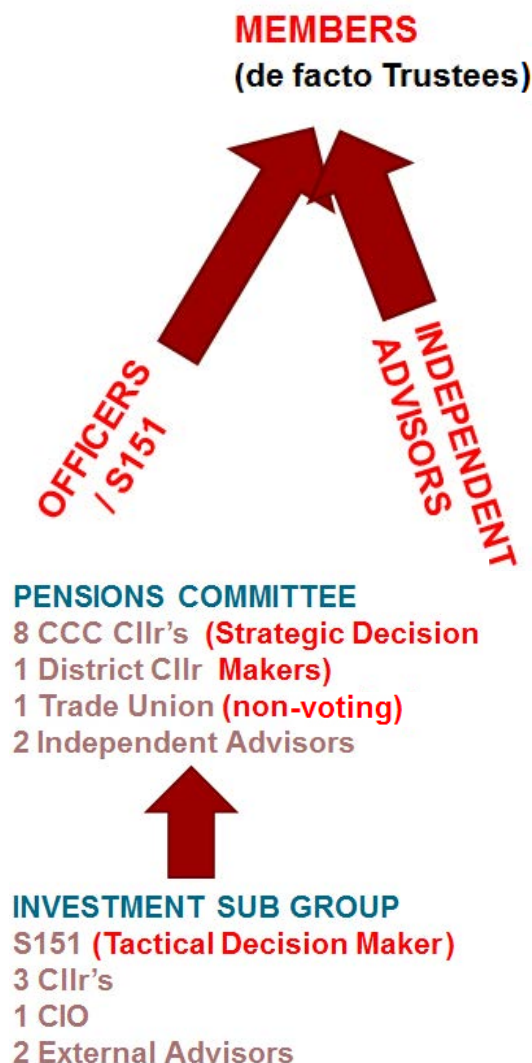 MEMBERS
(de facto Trustees)
OFFICERS
/ S151
INDEPENDENT
ADVISORS
PENSIONS COMMITTEE
8 CCC Cllr's (Strategic Decision
1 District Cllr Makers)
1 Trade Union (non-voting)
2 Independent Advisors
INVESTMENT SUB GROUP
S151 (Tactical Decision Maker)
3 Cllr's
1 CIO
2 External Advisors